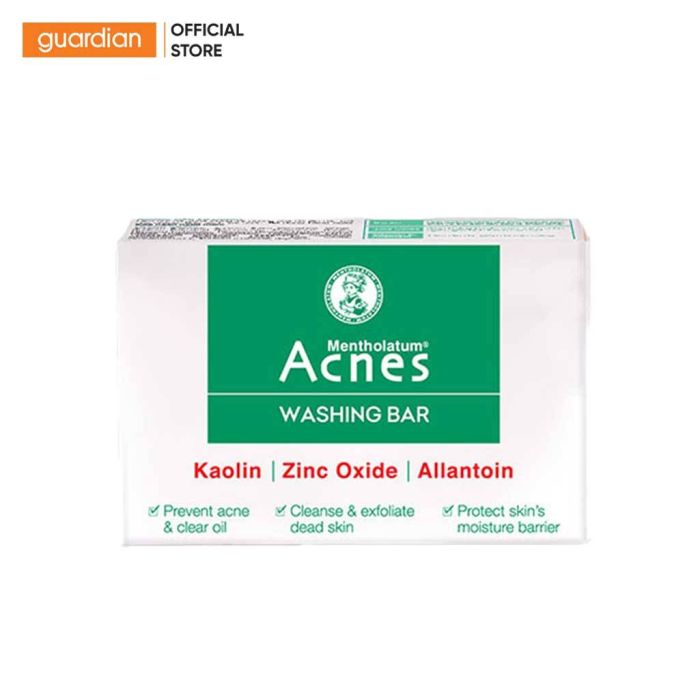 guardian
OFFICIAL
STORE
MENTHOLATUM
Mentholatum®
Acnes
WASHING BAR
Kaolin | Zinc Oxide | Allantoin
Prevent acne
& clear oil
Cleanse & exfoliate
dead skin
Protect skin's
moisture barrier